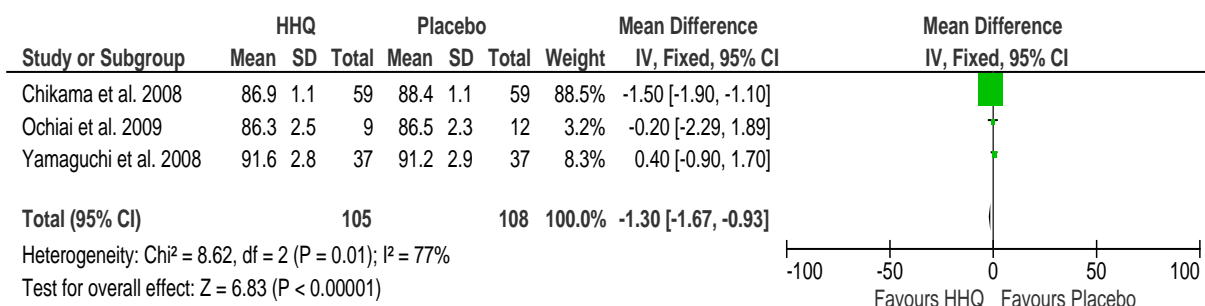 HHQ Placebo Mean Difference Mean Difference
Study or Subgroup Mean SD Total Mean SD Total Weight IV, Fixed, 95% CI IV, Fixed, 95% CI
Chikama et al. 2008 86.9 1.1 59 88.4 1.1 59 88.5% -1.50 [-1.90, -1.10]
Ochiai et al. 2009 86.3 2.5 9 86.5 2.3 12 3.2% -0.20 [-2.29, 1.89]
Yamaguchi et al. 2008 91.6 2.8 37 91.2 2.9 37 8.3% 0.40 [-0.90, 1.70]
Total (95% CI) 105 108 100.0% -1.30 [-1.67, -0.93]
Heterogeneity: Chi² = 8.62, df = 2 (P = 0.01); I² = 77%
Test for overall effect: Z = 6.83 (P < 0.00001)
-100 -50 0 50 100
Favours HHQ Favours Placebo